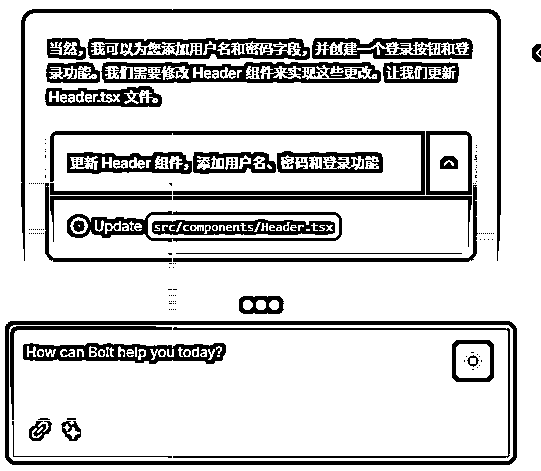 当然，我可以为您添加用户名和密码字段，并创建一个登录按钮和登
录功能。我们需要修改 Header 组件来实现这些更改。让我们更新
Header.tsx 文件。
更新 Header 组件，添加用户名、密码和登录功能
Update src/components/Header.tsx
How can Bolt help you today?